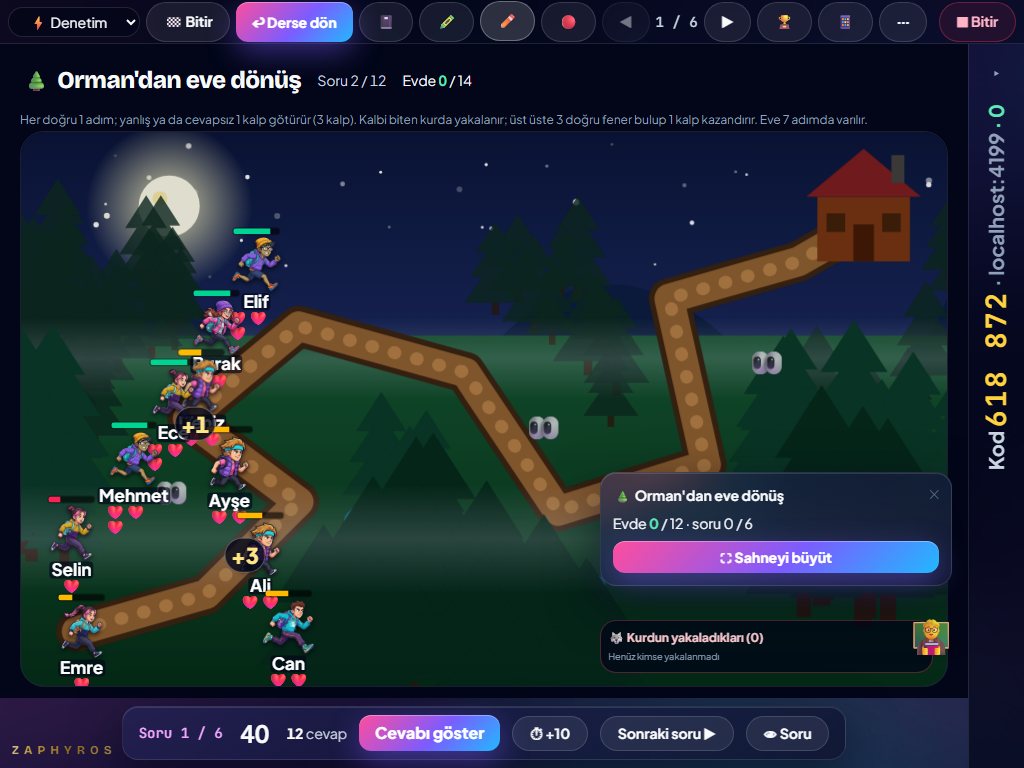 Denetim
Bitir
Derse dön
1 / 6
Bitir
Orman'dan eve dönüş
Soru 2 / 12
Evde 0 / 14
Her doğru 1 adım; yanlış ya da cevapsız 1 kalp götürür (3 kalp). Kalbi biten kurda yakalanır; üst üste 3 doğru fener bulup 1 kalp kazandırır. Eve 7 adımda varılır.
Elif
+1
Mehmet
Ayşe
Selin
+3
Ali
Emre
Can
Orman'dan eve dönüş
Evde 0 / 12 · soru 0 / 6
Sahneyi büyüt
Kurdun yakaladıkları (0)
Henüz kimse yakalanmadı
Kod 618 872 · localhost:4199 · 0
ZAPHYROS
Soru 1 / 6
40
12 cevap
Cevabı göster
+10
Sonraki soru
Soru